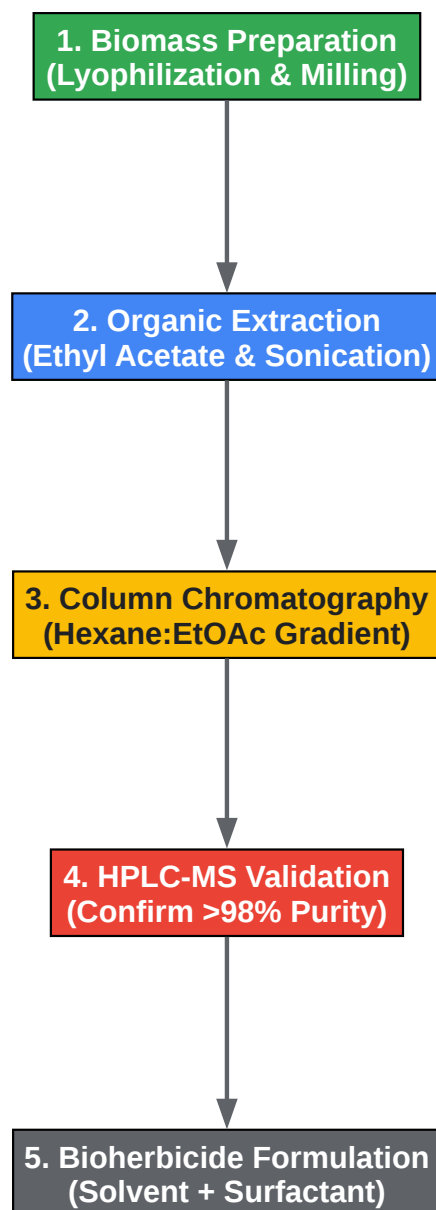 1. Biomass Preparation
(Lyophilization & Milling)
2. Organic Extraction
(Ethyl Acetate & Sonication)
3. Column Chromatography
(Hexane:EtOAc Gradient)
4. HPLC-MS Validation
(Confirm >98% Purity)
5. Bioherbicide Formulation
(Solvent + Surfactant)